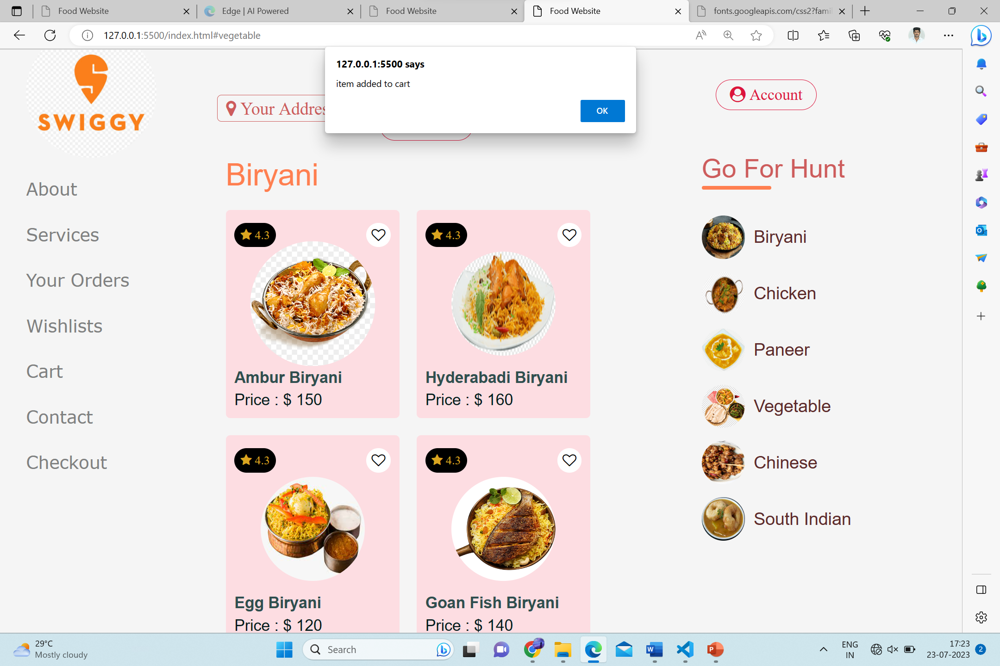 Food Website
Edge | AI Powered
Food Website
Food Website
fonts.googleapis.com/css2?fami
127.0.0.1:5500/index.html#vegetable
127.0.0.1:5500 says
item added to cart
OK
SWIGGY
Your Addres
Account
About
Services
Your Orders
Wishlists
Cart
Contact
Checkout
Biryani
4.3
Ambur Biryani
Price : $ 150
4.3
Hyderabadi Biryani
Price : $ 160
4.3
Egg Biryani
Price : $ 120
4.3
Goan Fish Biryani
Price : $ 140
Go For Hunt
Biryani
Chicken
Paneer
Vegetable
Chinese
South Indian
29°C
Mostly cloudy
Search
ENG
IN
17:23
23-07-2023
2